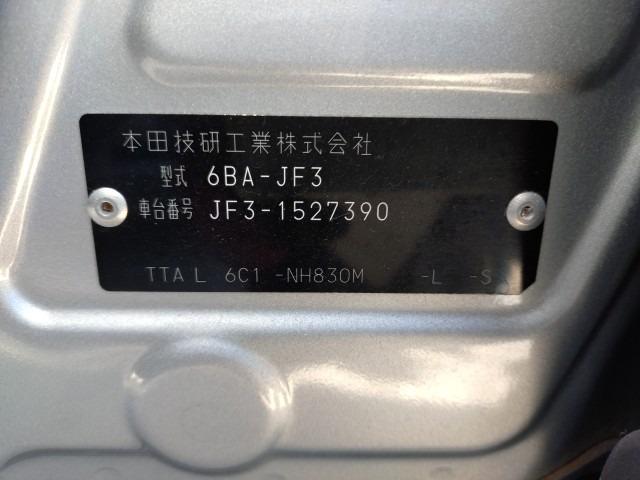 本田技研工業株式会社
型式 6BA-JF3
車台番号 JF3-1527390
TTA L 6C1 -NH830M -L -S